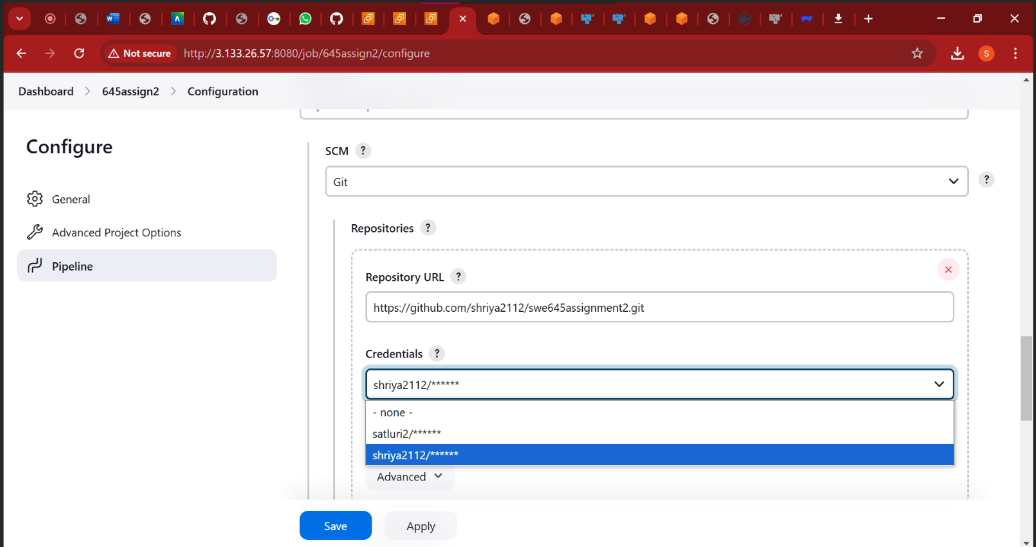 Not secure http://3.133.26.57:8080/job/645assign2/configure
S
Dashboard > 645assign2 > Configuration
Configure
General
Advanced Project Options
Pipeline
SCM ?
Git
?
Repositories ?
Repository URL ?
https://github.com/shriya2112/swe645assignment2.git
Credentials ?
shriya2112/******
- none -
satluri2/******
shriya2112/******
Advanced
Save Apply